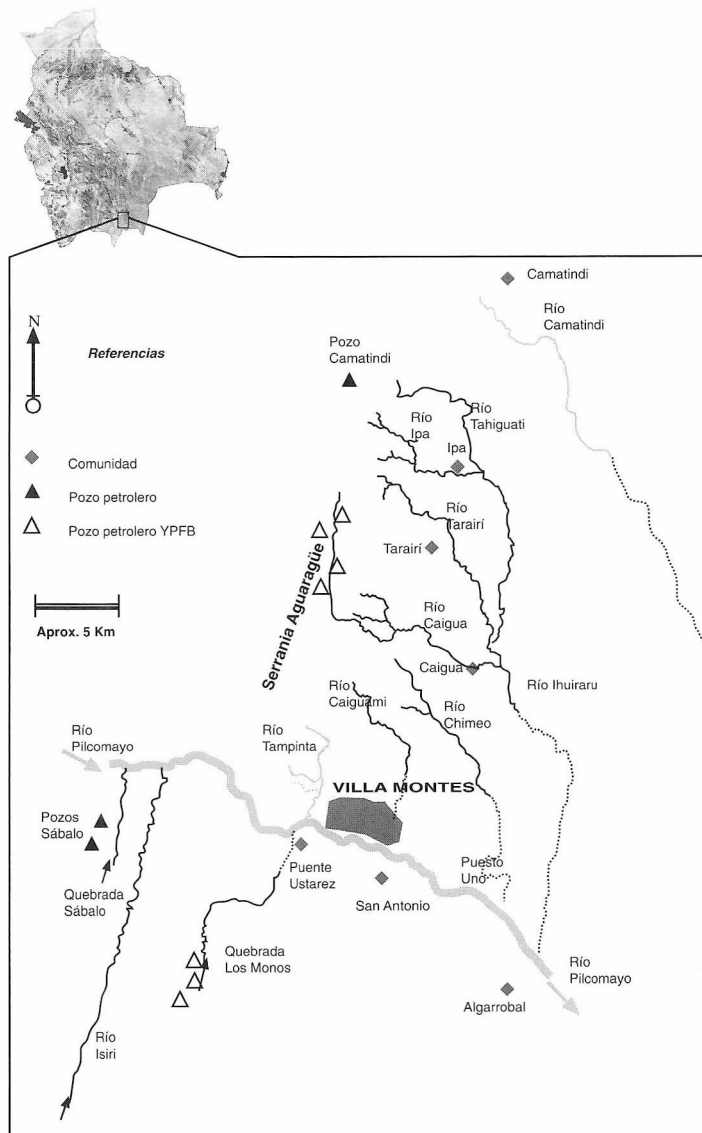 Camatindi
Río
Camatindi
N
Referencias
Pozo
Camatindi
Río
Ipa
Río
Tahiguati
Ipa
Comunidad
Pozo petrolero
Pozo petrolero YPFB
Río
Tarairí
Tarairí
Serrania Aguaragüe
Aprox. 5 Km
Río
Caigua
Caigua
Río
Caiguami
Río
Chimeo
Río Ihuiraru
Río
Pilcomayo
Río
Tampinta
VILLA MONTES
Pozos
Sábalo
Quebrada
Sábalo
Puente
Ustarez
San Antonio
Puesto
Uno
Quebrada
Los Monos
Río
Pilcomayo
Algarrobal
Río
Isiri